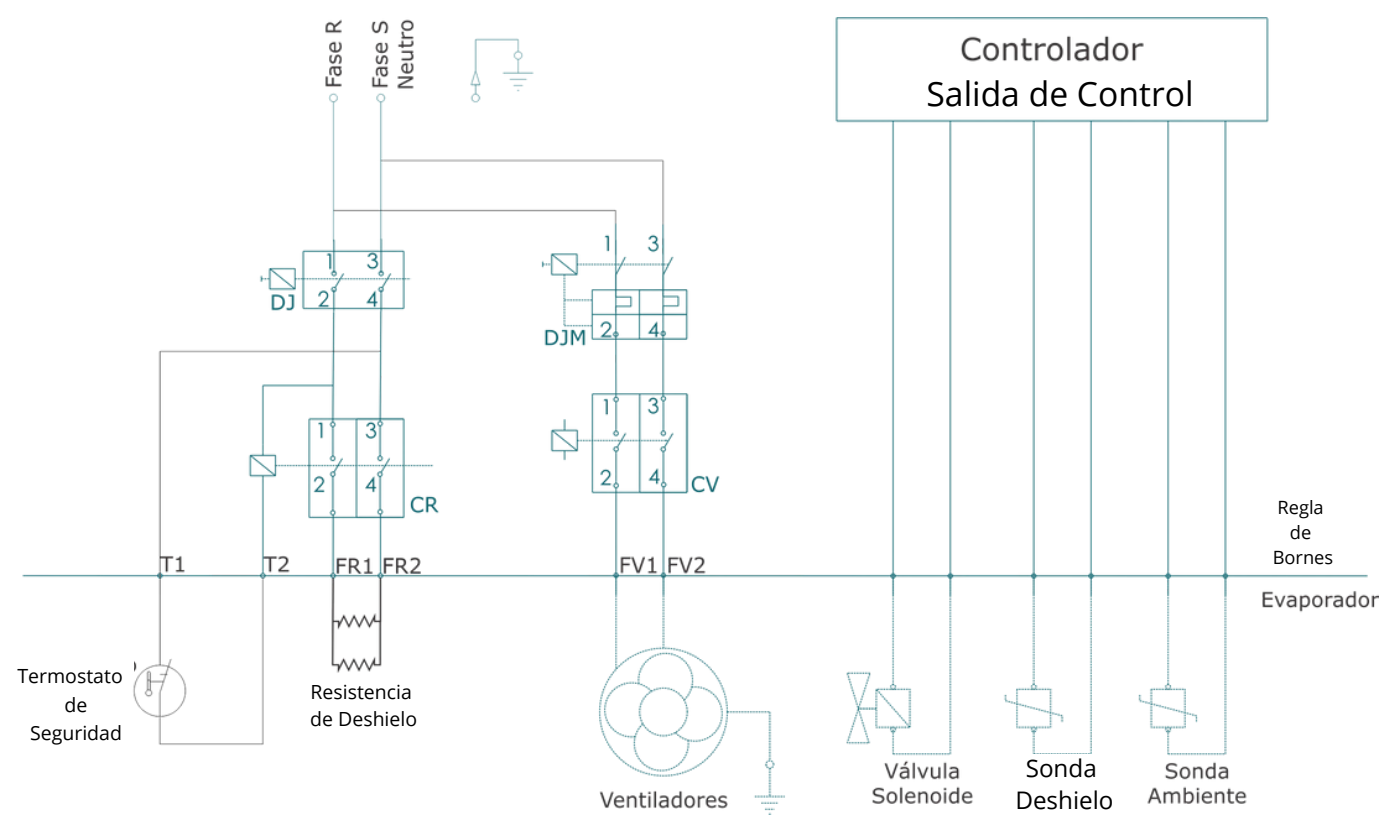 Fase R
Fase S
Neutro
Controlador
Salida de Control
1 3
DJ
2 4
1 3
DJM
2 4
1 3
2 4
CR
1 3
2 4
CV
T1
T2
FR1
FR2
FV1
FV2
Regla
de
Bornes
Evaporador
Termostato
de
Seguridad
Resistencia
de Deshielo
Ventiladores
Válvula
Solenoide
Sonda
Deshielo
Sonda
Ambiente